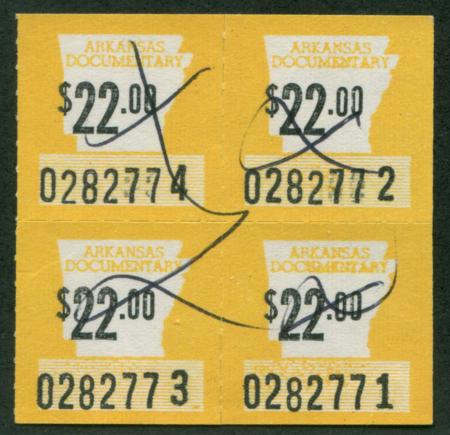 ARKANSAS
DOCUMENTARY
$22.00
0282774
ARKANSAS
DOCUMENTARY
$22.00
0282772
ARKANSAS
DOCUMENTARY
$22.00
0282773
ARKANSAS
DOCUMENTARY
$22.00
0282771